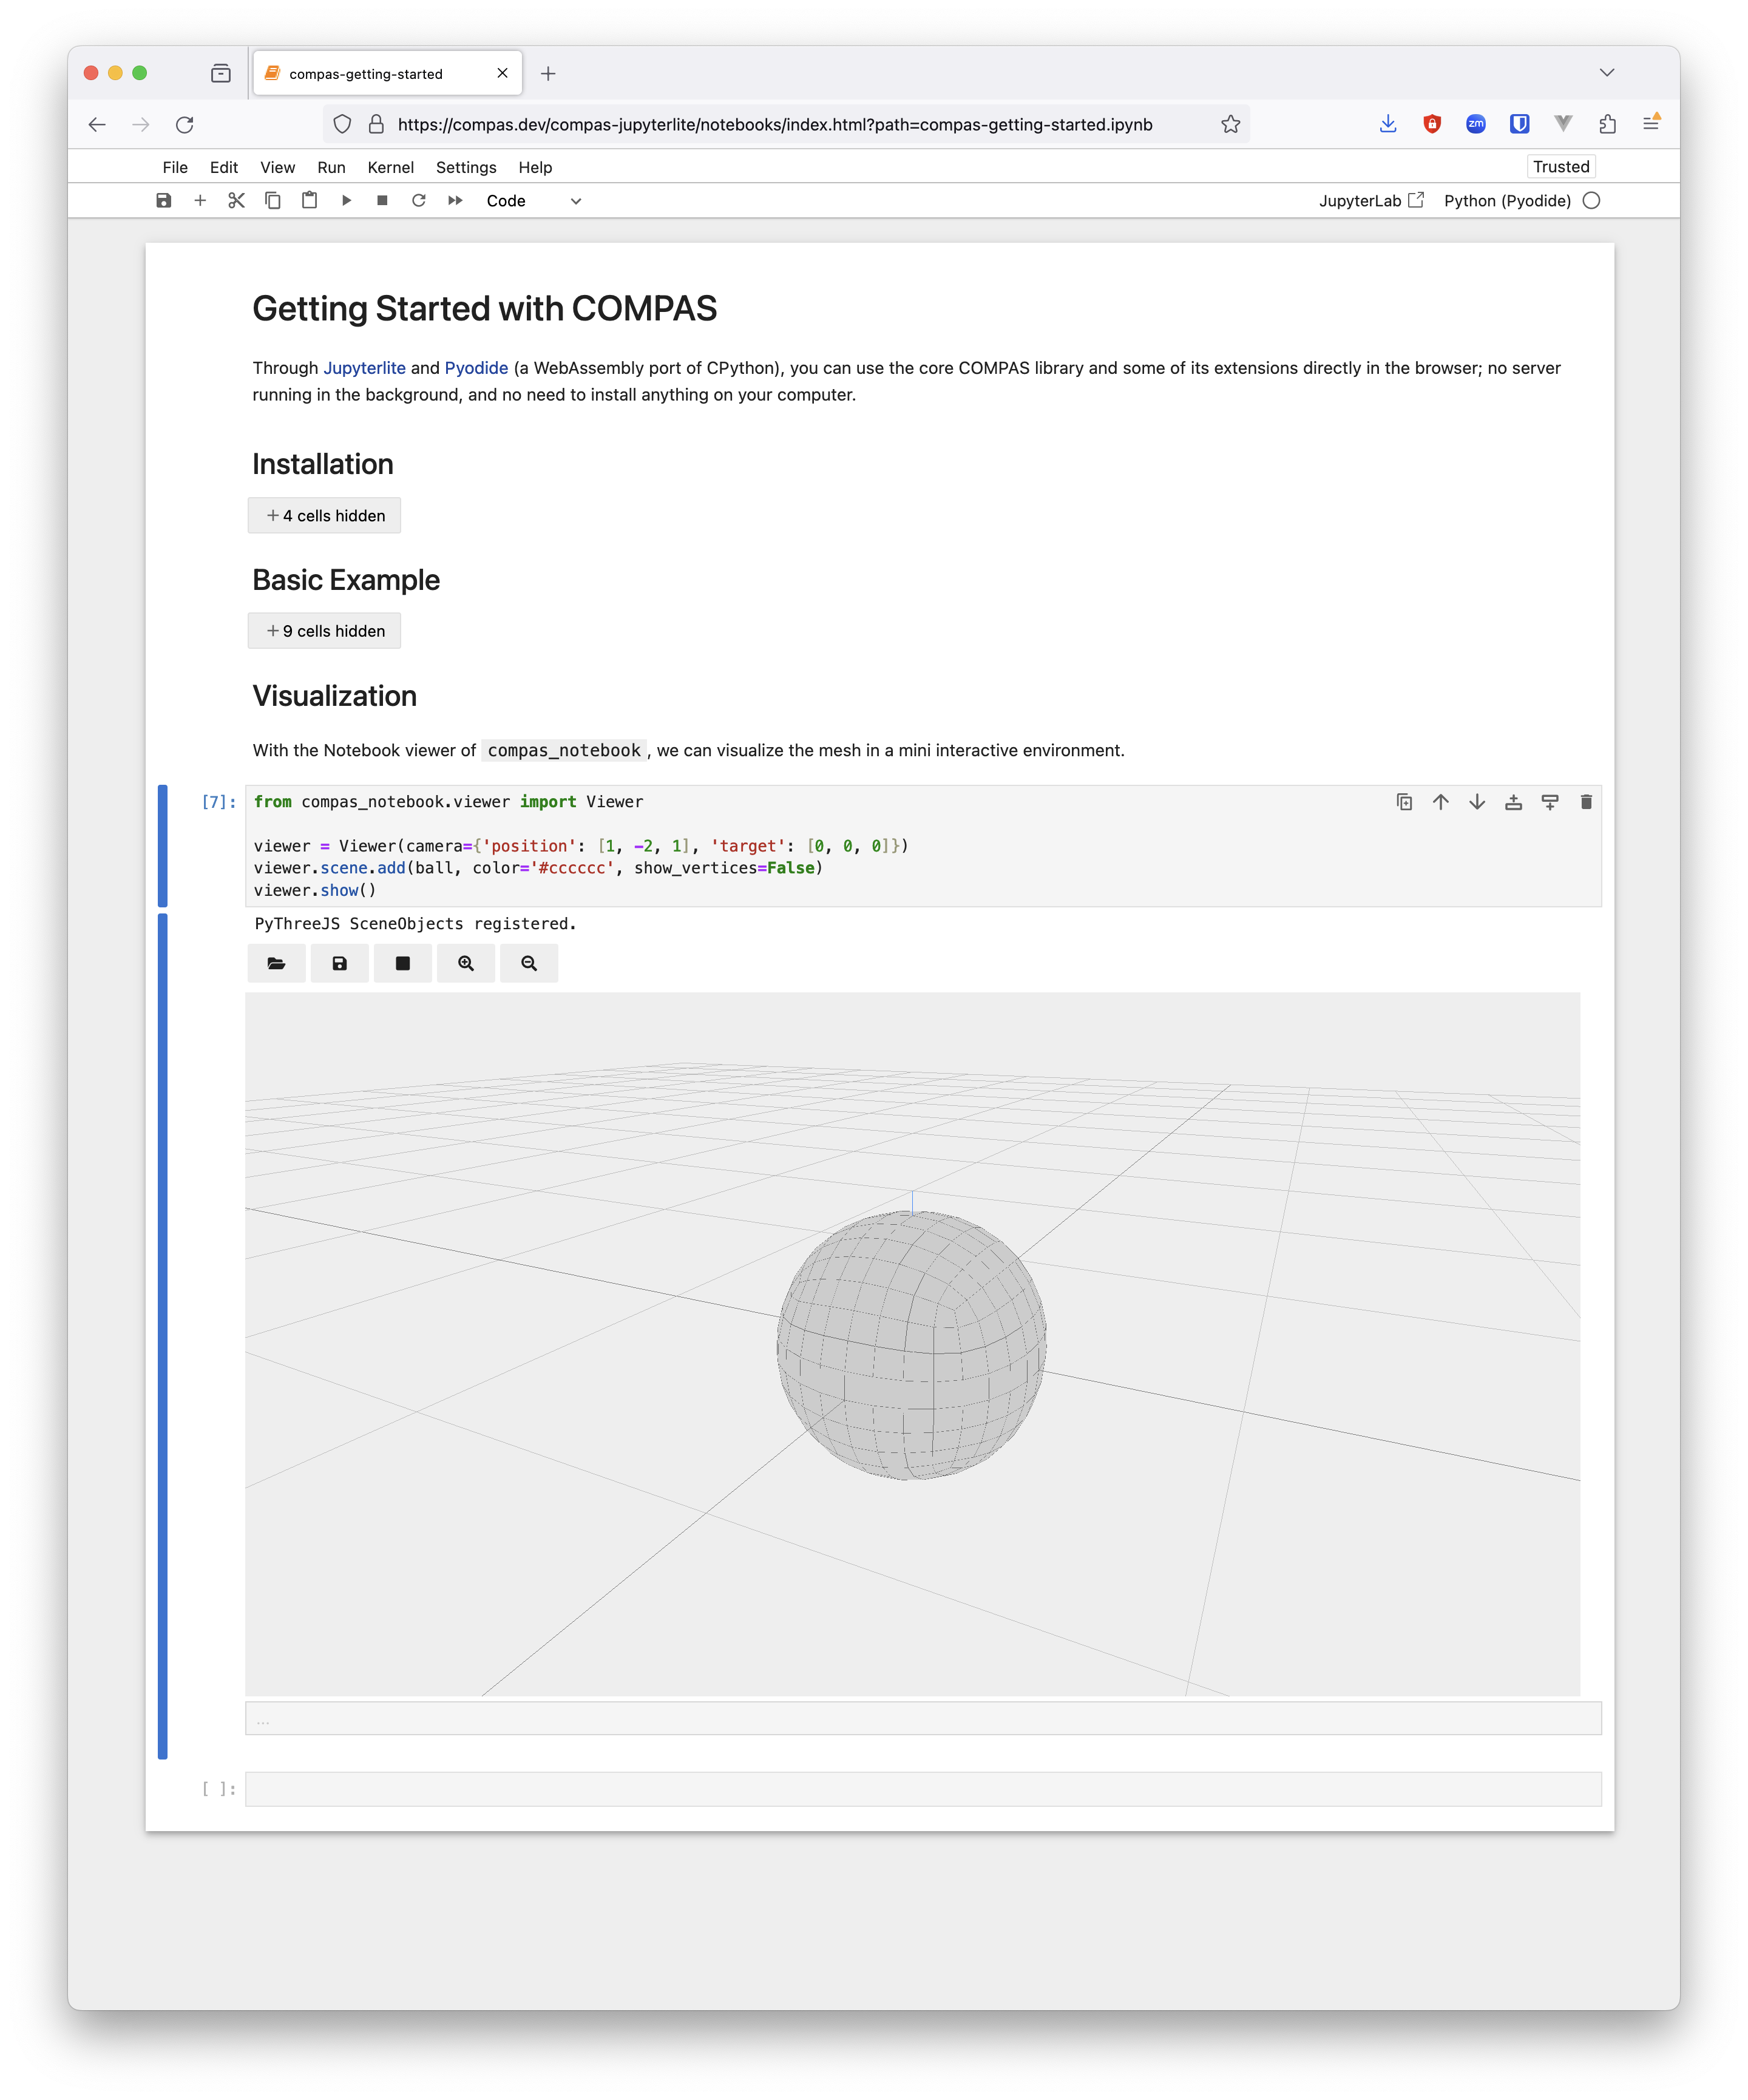 compas-getting-started
https://compas.dev/compas-jupyterlite/notebooks/index.html?path=compas-getting-started.ipynb
zm
File Edit View Run Kernel Settings Help
Trusted
Code
JupyterLab
Python (Pyodide)
Getting Started with COMPAS
Through Jupyterlite and Pyodide (a WebAssembly port of CPython), you can use the core COMPAS library and some of its extensions directly in the browser; no server
running in the background, and no need to install anything on your computer.
Installation
+ 4 cells hidden
Basic Example
+ 9 cells hidden
Visualization
With the Notebook viewer of compas_notebook, we can visualize the mesh in a mini interactive environment.
[7]: from compas_notebook.viewer import Viewer
viewer = Viewer(camera={'position': [1, -2, 1], 'target': [0, 0, 0]})
viewer.scene.add(ball, color='#cccccc', show_vertices=False)
viewer.show()
PyThreeJS SceneObjects registered.
...
[ ]: